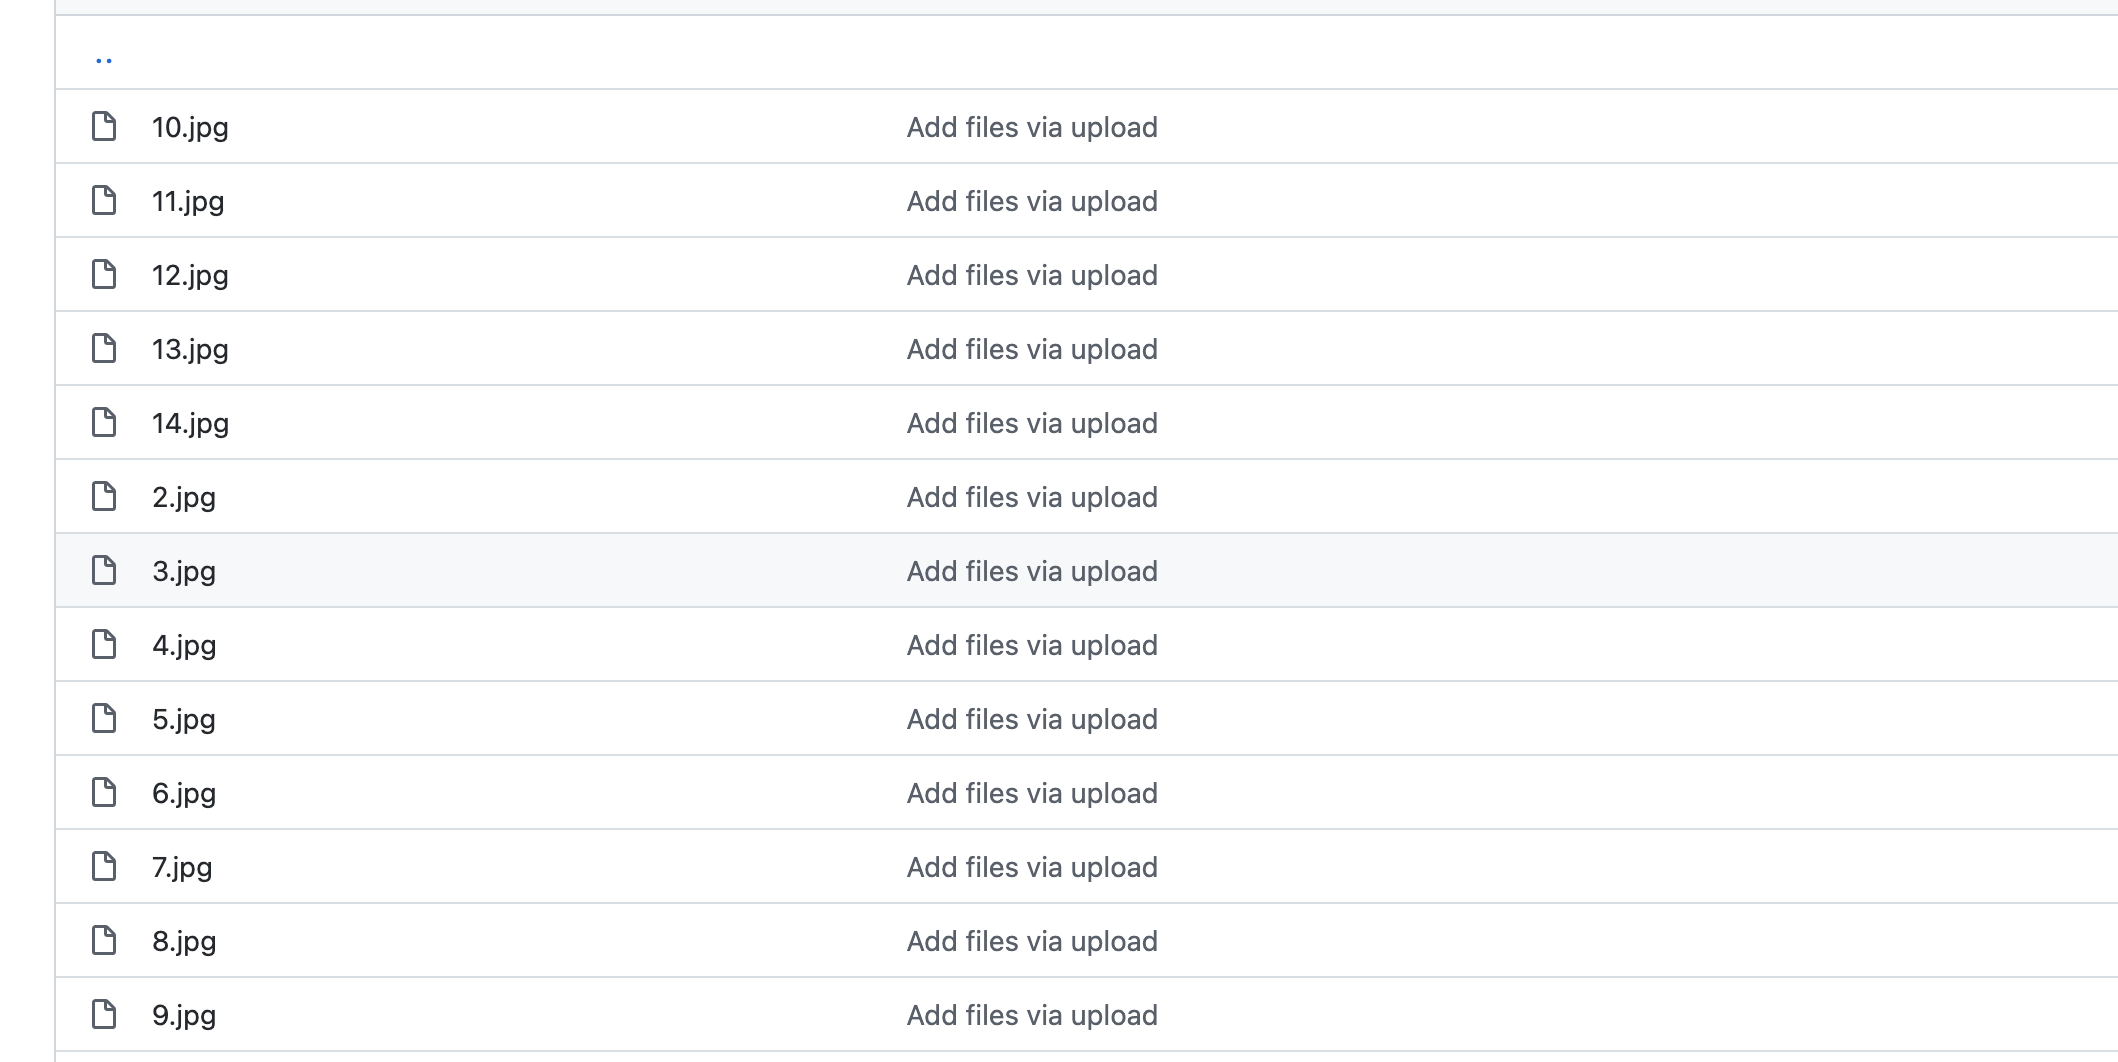 ..
10.jpg Add files via upload
11.jpg Add files via upload
12.jpg Add files via upload
13.jpg Add files via upload
14.jpg Add files via upload
2.jpg Add files via upload
3.jpg Add files via upload
4.jpg Add files via upload
5.jpg Add files via upload
6.jpg Add files via upload
7.jpg Add files via upload
8.jpg Add files via upload
9.jpg Add files via upload